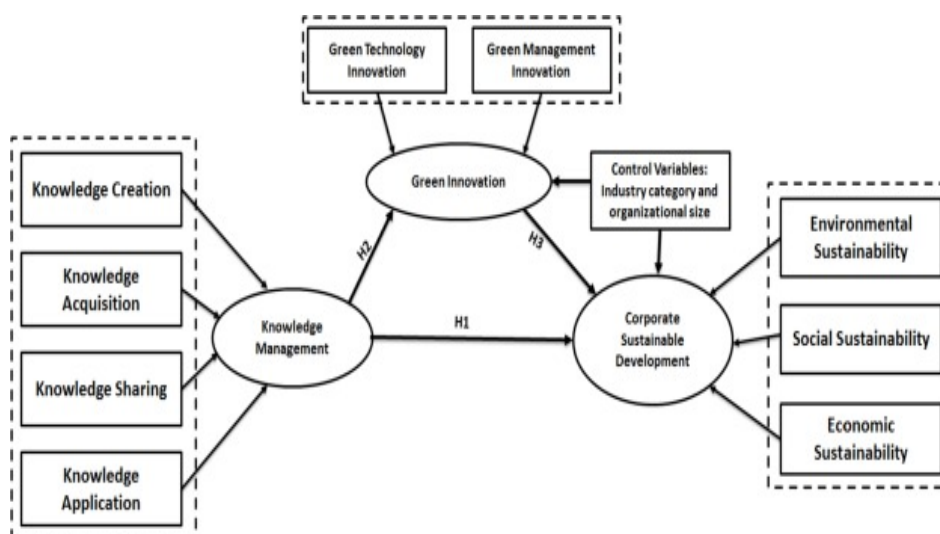 Green Technology
Innovation
Green Management
Innovation
Knowledge Creation
Green Innovation
Control Variables:
Industry category and
organizational size
Environmental
Sustainability
H2
H3
Knowledge
Acquisition
Knowledge
Management
H1
Corporate
Sustainable
Development
Social Sustainability
Knowledge Sharing
Economic
Sustainability
Knowledge
Application